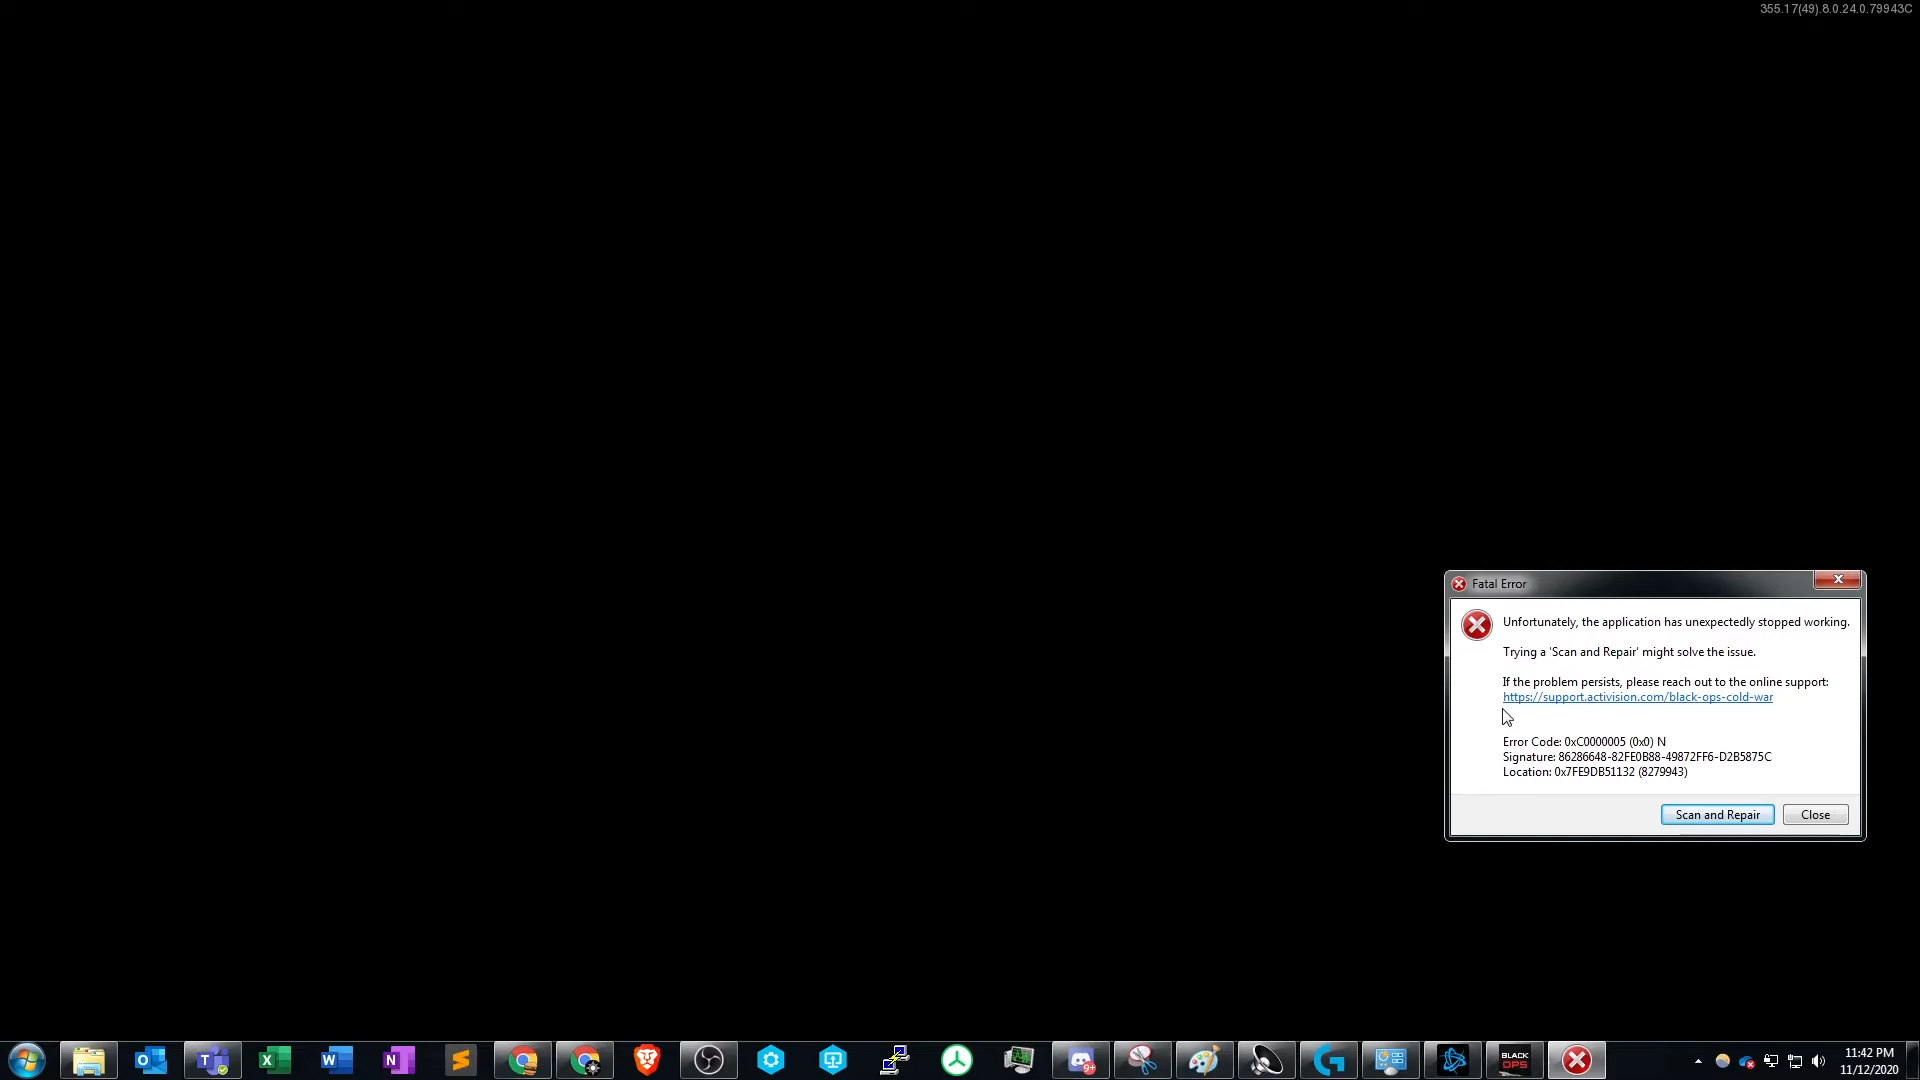 355.17(49).8.0.24.0.79943C
Fatal Error
Unfortunately, the application has unexpectedly stopped working.
Trying a 'Scan and Repair' might solve the issue.
If the problem persists, please reach out to the online support:
https://support.activision.com/black-ops-cold-war
Error Code: 0xC0000005 (0x0) N
Signature: 86286648-82FE0B88-49872FF6-D2B5875C
Location: 0x7FE9DB51132 (8279943)
Scan and Repair
Close
9+
BLACK
OPS
11:42 PM
11/12/2020